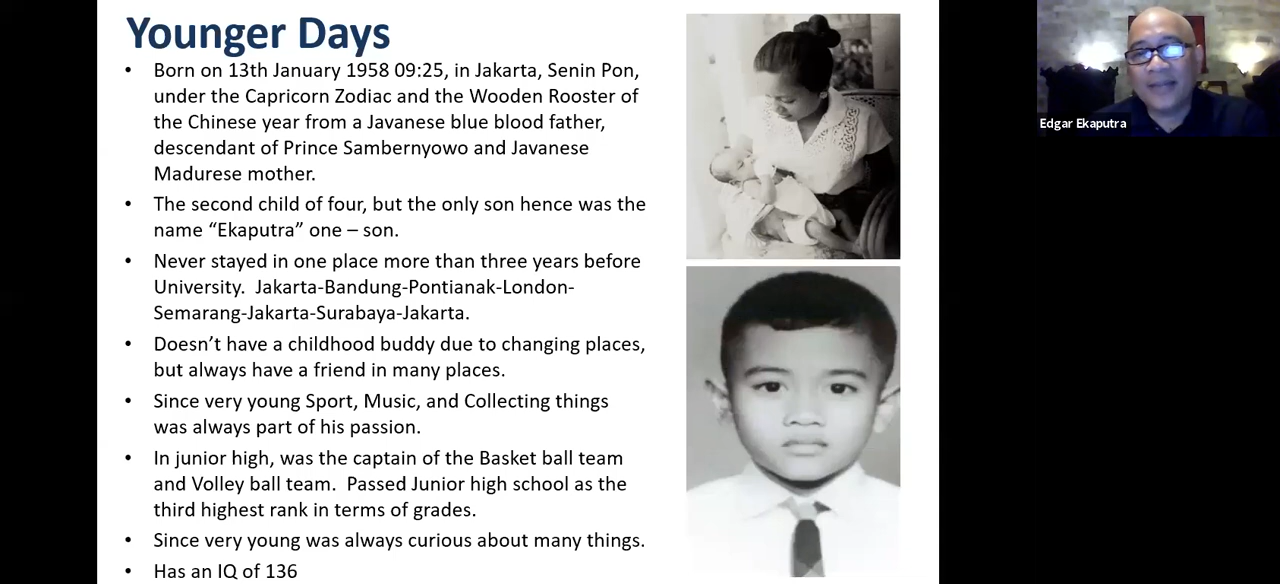 Younger Days
• Born on 13th January 1958 09:25, in Jakarta, Senin Pon,
under the Capricorn Zodiac and the Wooden Rooster of
the Chinese year from a Javanese blue blood father,
descendant of Prince Sambernyowo and Javanese
Madurese mother.
• The second child of four, but the only son hence was the
name “Ekaputra” one – son.
• Never stayed in one place more than three years before
University.  Jakarta-Bandung-Pontianak-London-
Semarang-Jakarta-Surabaya-Jakarta.
• Doesn’t have a childhood buddy due to changing places,
but always have a friend in many places.
• Since very young Sport, Music, and Collecting things
was always part of his passion.
• In junior high, was the captain of the Basket ball team
and Volley ball team.  Passed Junior high school as the
third highest rank in terms of grades.
• Since very young was always curious about many things.
• Has an IQ of 136
Edgar Ekaputra